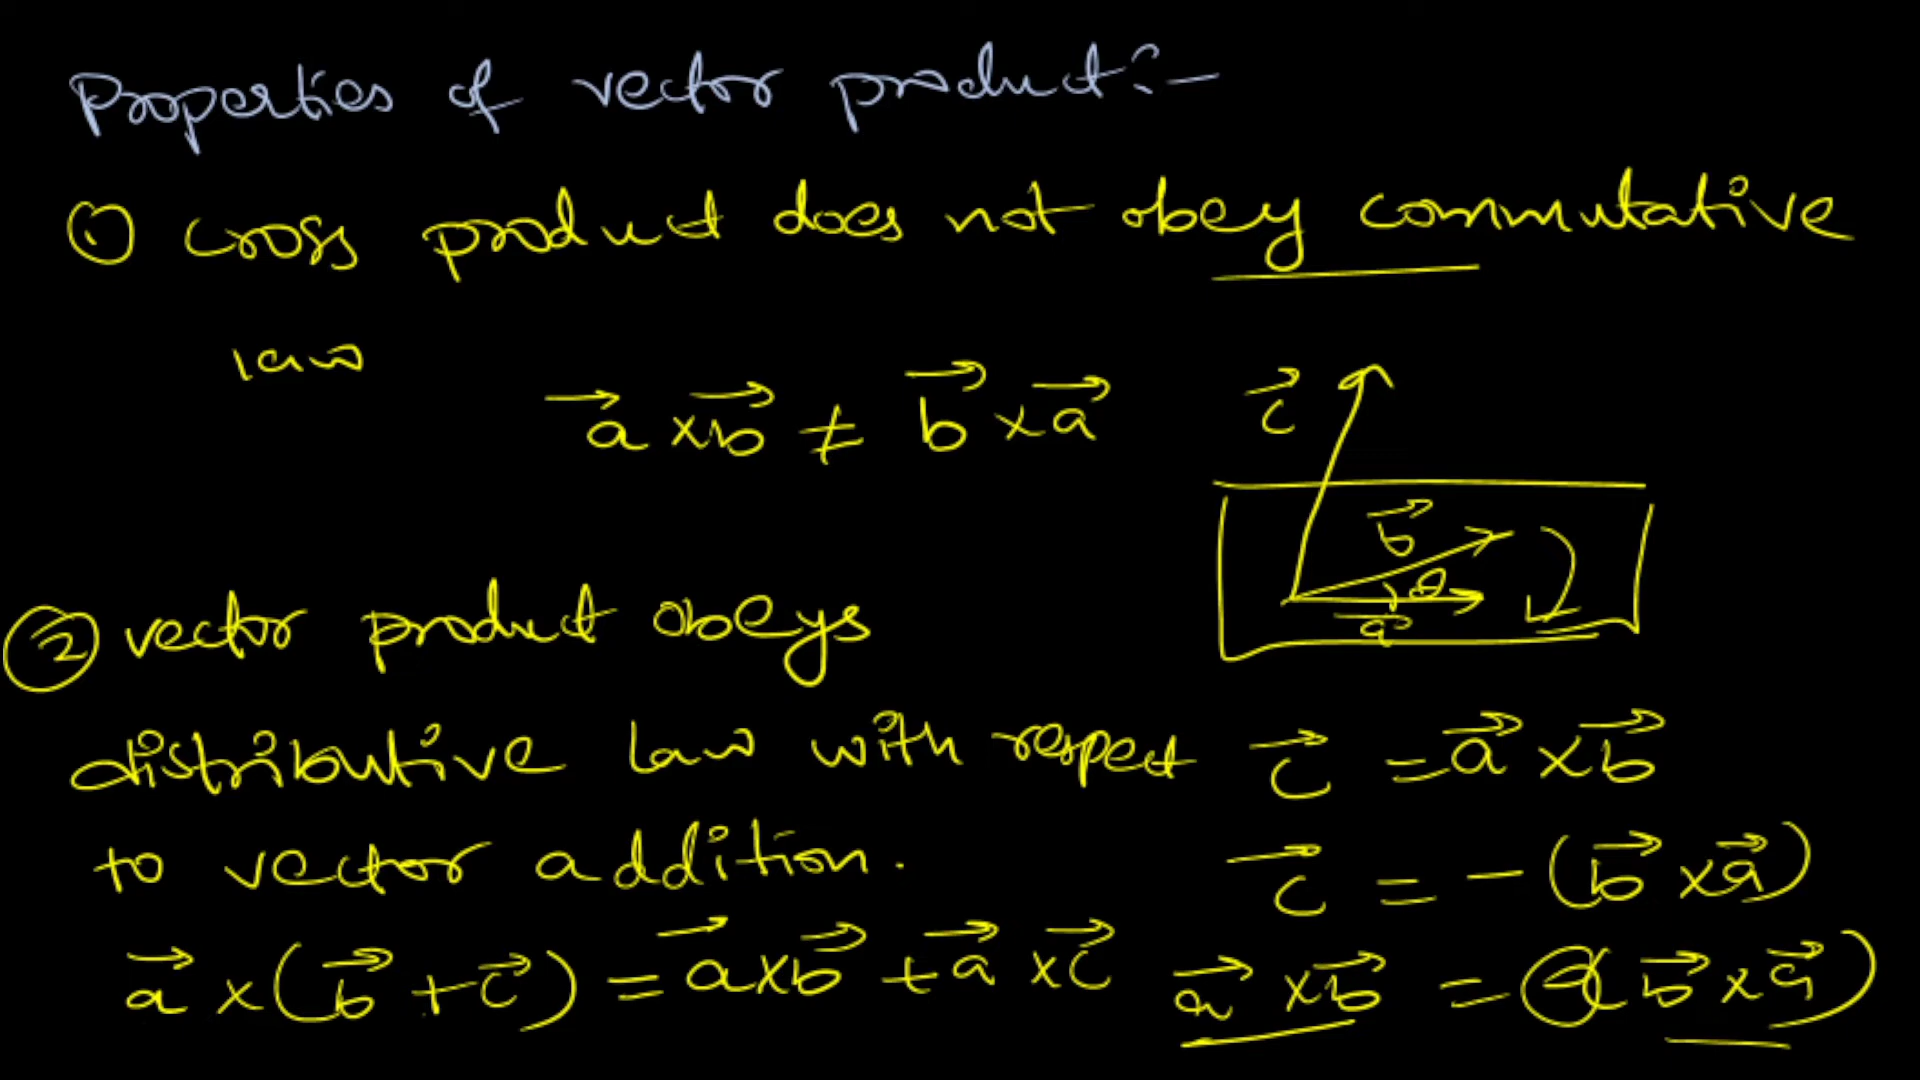 Properties of vector product:-
① cross product does not obey commutative
law
a⃗ × b⃗ ≠ b⃗ × a⃗
c⃗
b⃗
θ
a⃗
② vector product obeys
distributive law with respect
to vector addition.
a⃗ × (b⃗ + c⃗) = a⃗ × b⃗ + a⃗ × c⃗
c⃗ = a⃗ × b⃗
c⃗ = - (b⃗ × a⃗)
a⃗ × b⃗ = -(b⃗ × a⃗)